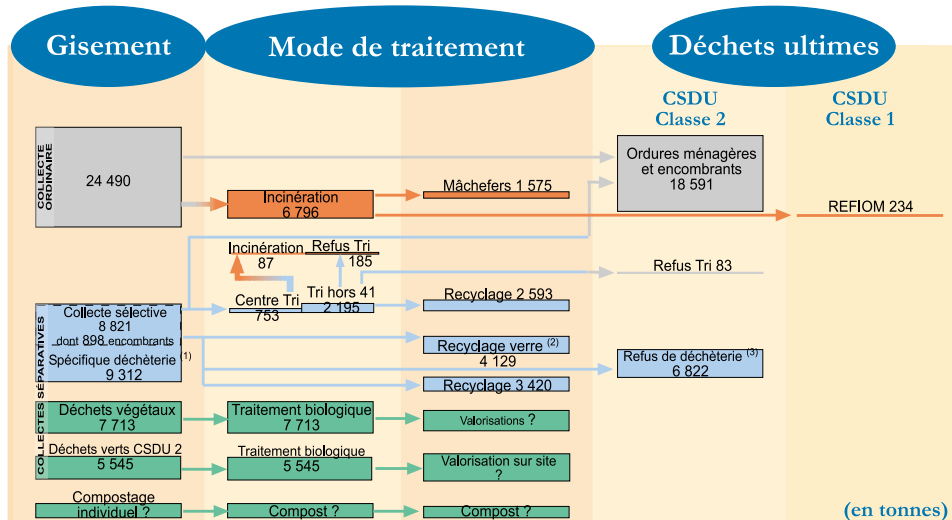 Gisement
Mode de traitement
Déchets ultimes
CSDU
Classe 2
CSDU
Classe 1
COLLECTE
ORDINAIRE
24 490
Incinération
6 796
Mâchefers 1 575
Ordures ménagères
et encombrants
18 591
REFIOM 234
Incinération
87
Refus Tri
185
Refus Tri 83
COLLECTES SÉPARATIVES
Collecte sélective
8 821
dont 898 encombrants
Spécifique déchèterie (1)
9 312
Centre Tri
753
Tri hors 41
2 195
Recyclage 2 593
Recyclage verre (2)
4 129
Recyclage 3 420
Refus de déchèterie (3)
6 822
Déchets végétaux
7 713
Traitement biologique
7 713
Valorisations ?
Déchets verts CSDU 2
5 545
Traitement biologique
5 545
Valorisation sur site
?
Compostage
individuel ?
Compost ?
Compost ?
(en tonnes)